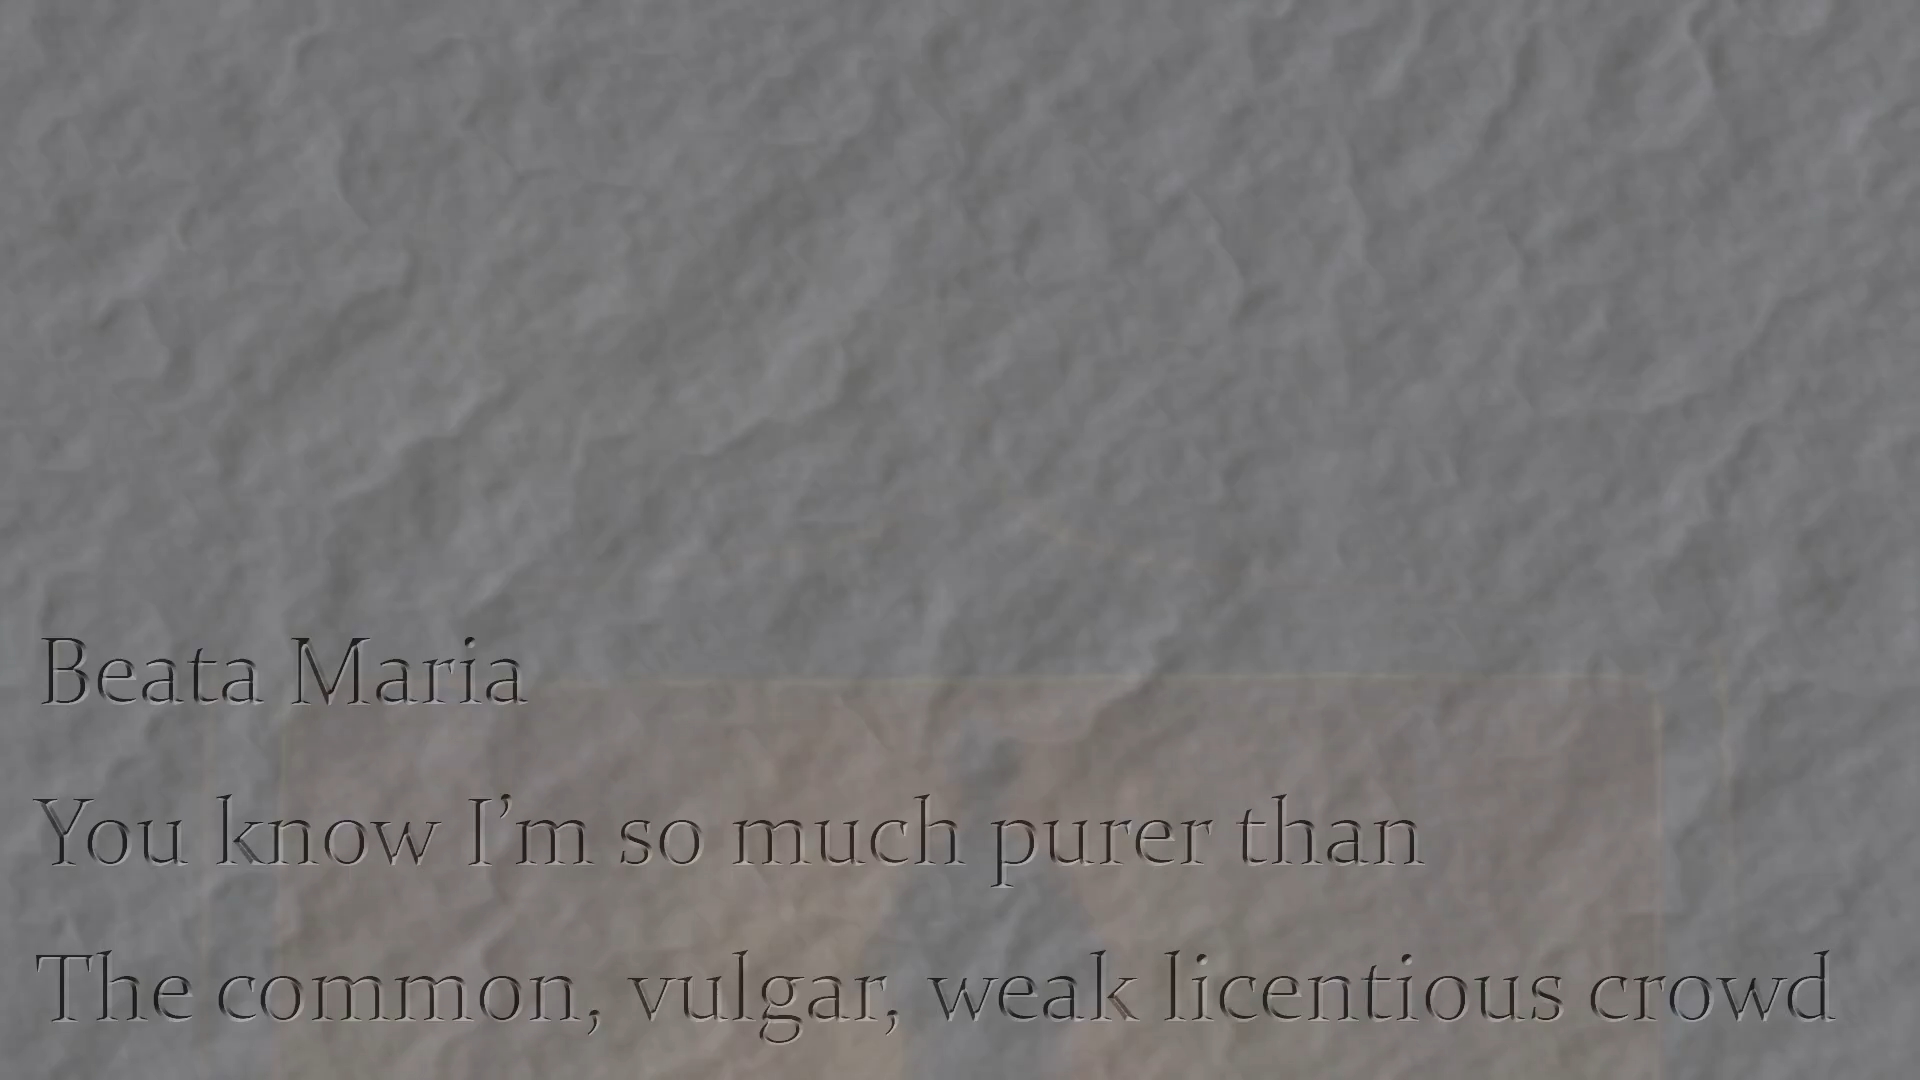 Beata Maria
You know I’m so much purer than
The common, vulgar, weak licentious crowd